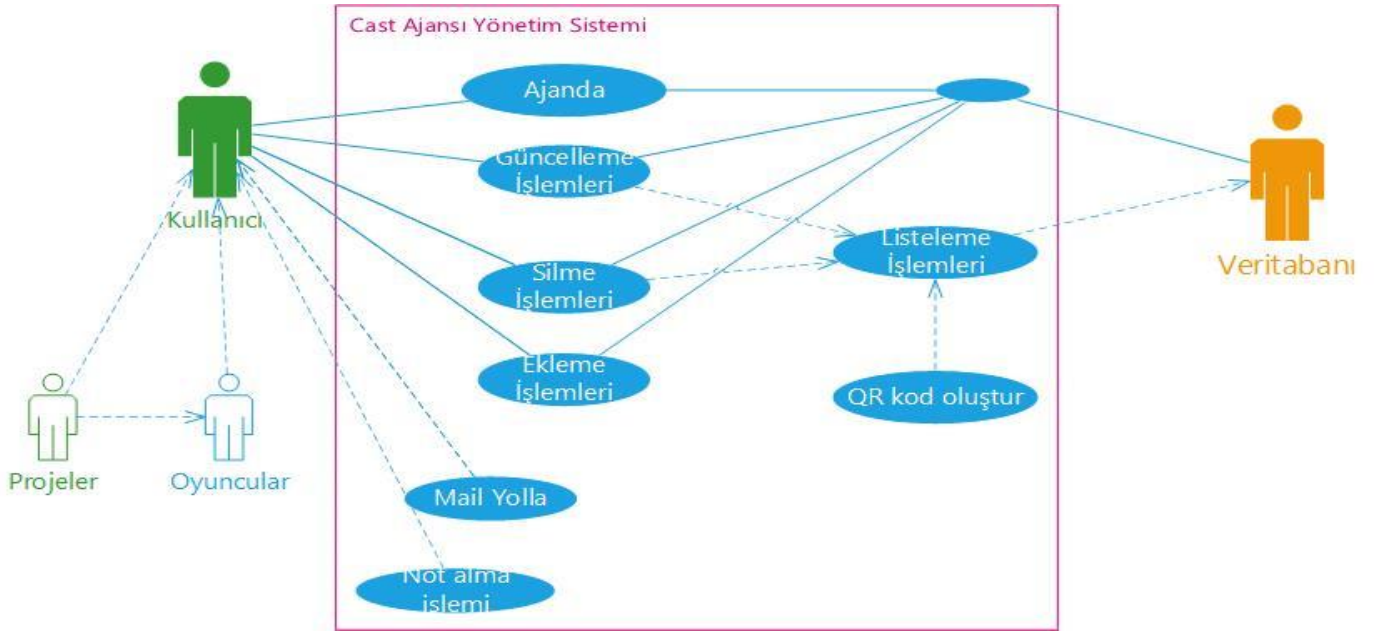 Cast Ajansı Yönetim Sistemi
Ajanda
Güncelleme
İşlemleri
Kullanıcı
Listeleme
İşlemleri
Veritabanı
Silme
İşlemleri
Ekleme
İşlemleri
QR kod oluştur
Projeler
Oyuncular
Mail Yolla
Not alma
işlemi